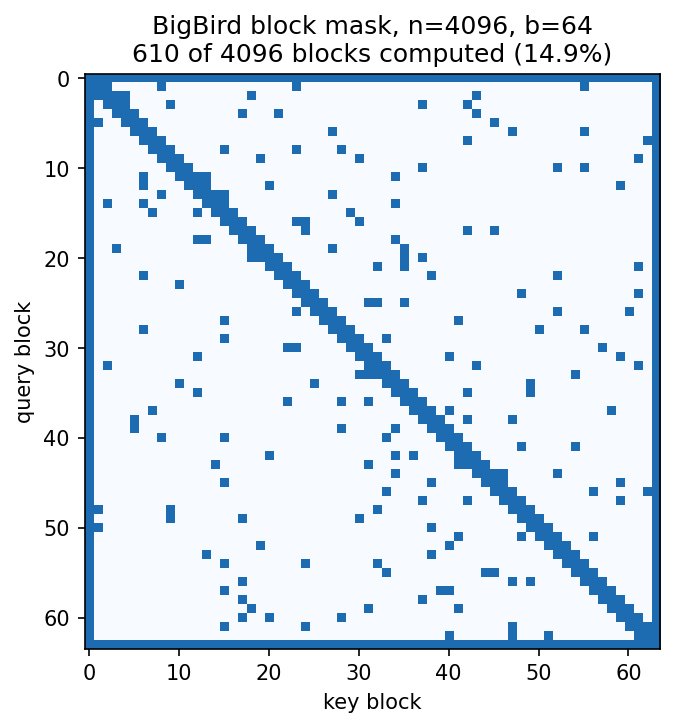 BigBird block mask, n=4096, b=64
610 of 4096 blocks computed (14.9%)
0
10
20
30
40
50
60
query block
0 10 20 30 40 50 60
key block